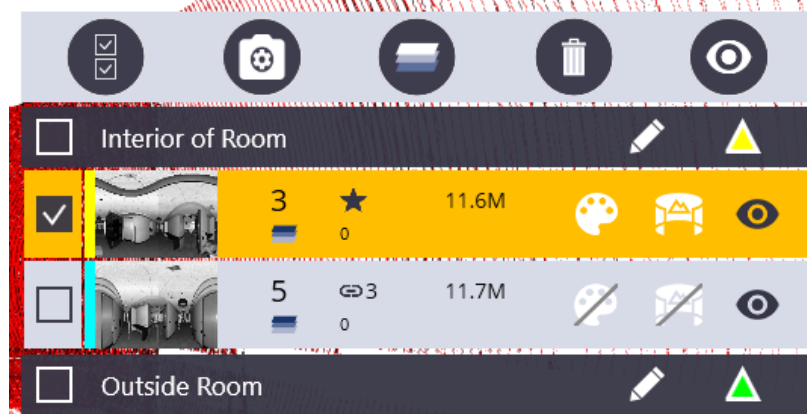 Interior of Room
3 11.6M
0
5 3 11.7M
0
Outside Room